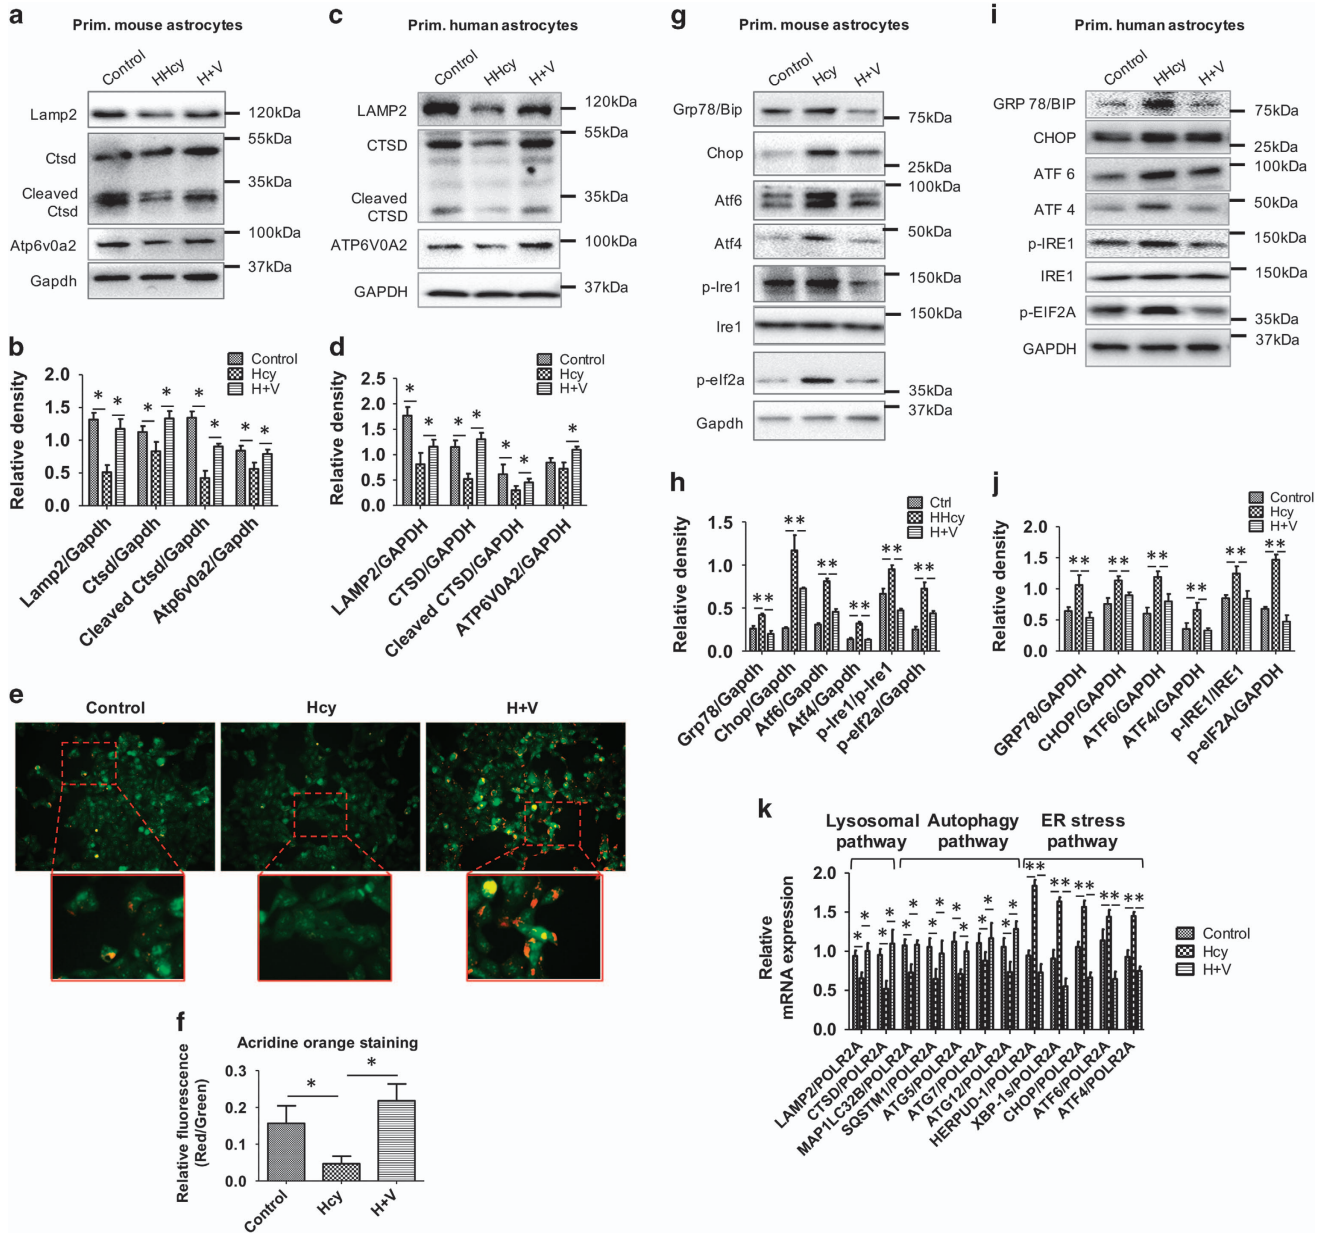 a
Prim. mouse astrocytes
Control
HHcy
H+V
Lamp2
120kDa
55kDa
Ctsd
35kDa
Cleaved
Ctsd
100kDa
Atp6v0a2
37kDa
Gapdh
b
Control
Hcy
H+V
Relative density
2.0
1.5
1.0
0.5
0.0
* * * * * * * *
Lamp2/Gapdh
Ctsd/Gapdh
Cleaved Ctsd/Gapdh
Atp6v0a2/Gapdh
c
Prim. human astrocytes
Control
HHcy
H+V
LAMP2
120kDa
55kDa
CTSD
35kDa
Cleaved
CTSD
ATP6V0A2
100kDa
37kDa
GAPDH
d
Control
Hcy
H+V
Relative density
2.5
2.0
1.5
1.0
0.5
0.0
* * * * * * *
LAMP2/GAPDH
CTSD/GAPDH
Cleaved CTSD/GAPDH
ATP6V0A2/GAPDH
e
Control
Hcy
H+V
f
Acridine orange staining
Relative fluorescence
(Red/Green)
0.3
0.2
0.1
0.0
* *
Control
Hcy
H+V
g
Prim. mouse astrocytes
Control
Hcy
H+V
Grp78/Bip
75kDa
Chop
25kDa
100kDa
Atf6
50kDa
Atf4
150kDa
p-Ire1
150kDa
Ire1
p-eIf2a
35kDa
37kDa
Gapdh
h
Ctrl
HHcy
H+V
Relative density
1.5
1.0
0.5
0.0
** ** ** ** ** **
Grp78/Gapdh
Chop/Gapdh
Atf6/Gapdh
Atf4/Gapdh
p-Ire1/p-Ire1
p-eIf2a/Gapdh
i
Prim. human astrocytes
Control
HHcy
H+V
GRP 78/BIP
75kDa
CHOP
25kDa
100kDa
ATF 6
50kDa
ATF 4
150kDa
p-IRE1
150kDa
IRE1
p-EIF2A
35kDa
37kDa
GAPDH
j
Control
Hcy
H+V
Relative density
2.0
1.5
1.0
0.5
0.0
** ** ** ** ** **
GRP78/GAPDH
CHOP/GAPDH
ATF6/GAPDH
ATF4/GAPDH
p-IRE1/IRE1
p-eIF2A/GAPDH
k
Lysosomal
pathway
Autophagy
pathway
ER stress
pathway
Relative
mRNA expression
2.0
1.5
1.0
0.5
0.0
* * * * * * * * * * * * * * ** ** ** ** **
Control
Hcy
H+V
LAMP2/POLR2A
CTSD/POLR2A
MAP1LC32B/POLR2A
SQSTM1/POLR2A
ATG5/POLR2A
ATG7/POLR2A
ATG12/POLR2A
HERPUD-1/POLR2A
XBP-1s/POLR2A
CHOP/POLR2A
ATF6/POLR2A
ATF4/POLR2A